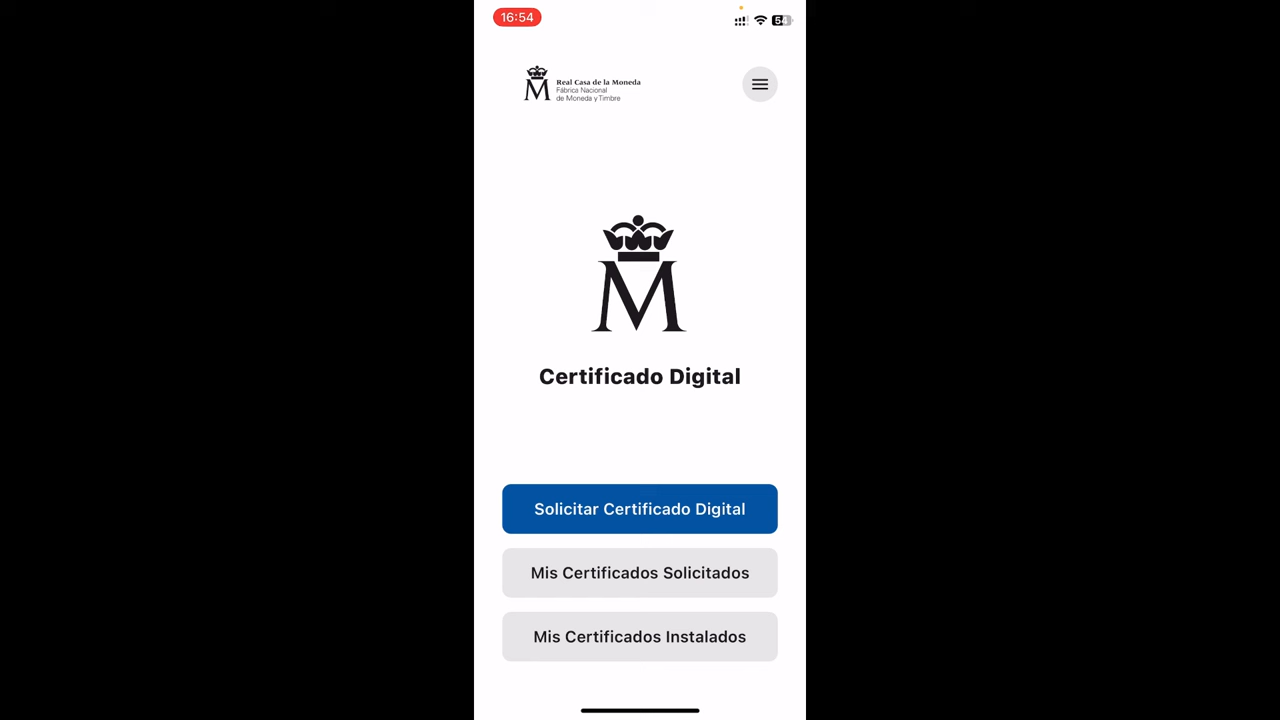 16:54
54
Real Casa de la Moneda
Fábrica Nacional
de Moneda y Timbre
M
Certificado Digital
Solicitar Certificado Digital
Mis Certificados Solicitados
Mis Certificados Instalados